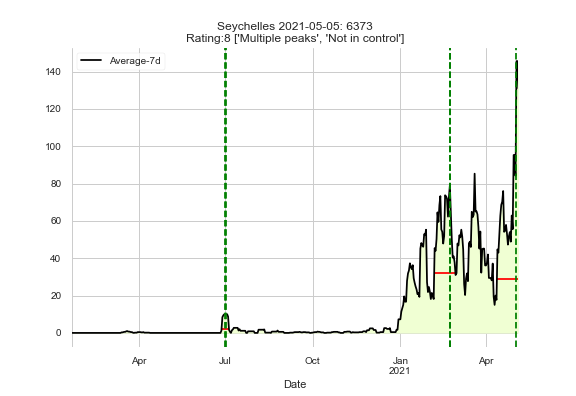 Seychelles 2021-05-05: 6373
Rating:8 ['Multiple peaks', 'Not in control']
Average-7d
140
120
100
80
60
40
20
0
Apr
Jul
Oct
Jan
2021
Apr
Date